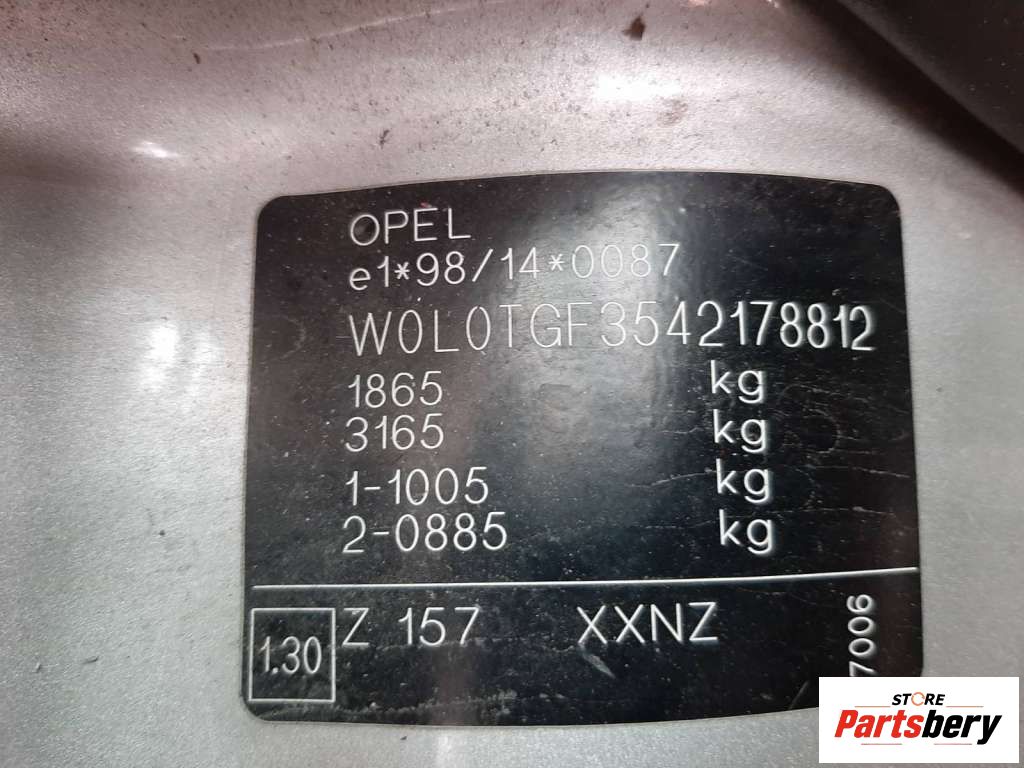 OPEL
e1*98/14*0087
W0L0TGF3542178812
1865 kg
3165 kg
1-1005 kg
2-0885 kg
1.30 Z 157 XXNZ
7006
STORE
Partsbery